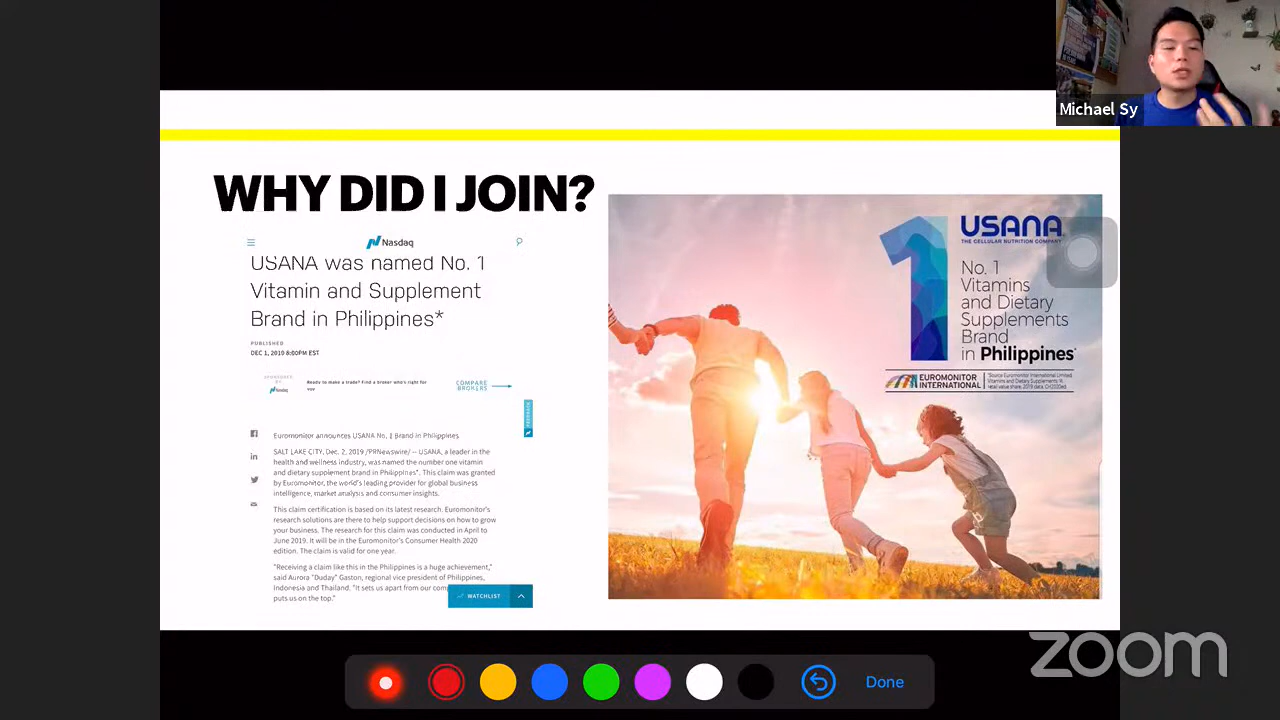 Michael Sy
WHY DID I JOIN?
Nasdaq
USANA was named No. 1
Vitamin and Supplement
Brand in Philippines*
PUBLISHED
DEC 1, 2019 8:00PM EST
SPONSORED
BY
Nasdaq
Ready to make a trade? Find a broker who's right for
you
COMPARE
BROKERS
FEEDBACK
Euromonitor announces USANA No. 1 Brand in Philippines
SALT LAKE CITY, Dec. 2, 2019 /PRNewswire/ -- USANA, a leader in the
health and wellness industry, was named the number one vitamin
and dietary supplement brand in Philippines*. This claim was granted
by Euromonitor, the world's leading provider for global business
intelligence, market analysis and consumer insights.
This claim certification is based on its latest research. Euromonitor's
research solutions are there to help support decisions on how to grow
your business. The research for this claim was conducted in April to
June 2019. It will be in the Euromonitor's Consumer Health 2020
edition. The claim is valid for one year.
"Receiving a claim like this in the Philippines is a huge achievement,"
said Aurora "Duday" Gaston, regional vice president of Philippines,
Indonesia and Thailand. "It sets us apart from our
puts us on the top."
WATCHLIST
1
USANA
THE CELLULAR NUTRITION COMPANY
No. 1
Vitamins
and Dietary
Supplements
Brand
in Philippines*
EUROMONITOR
INTERNATIONAL
*Source Euromonitor International Limited
Vitamins and Dietary Supplements
retail value share, 2019 data,
zoom
Done